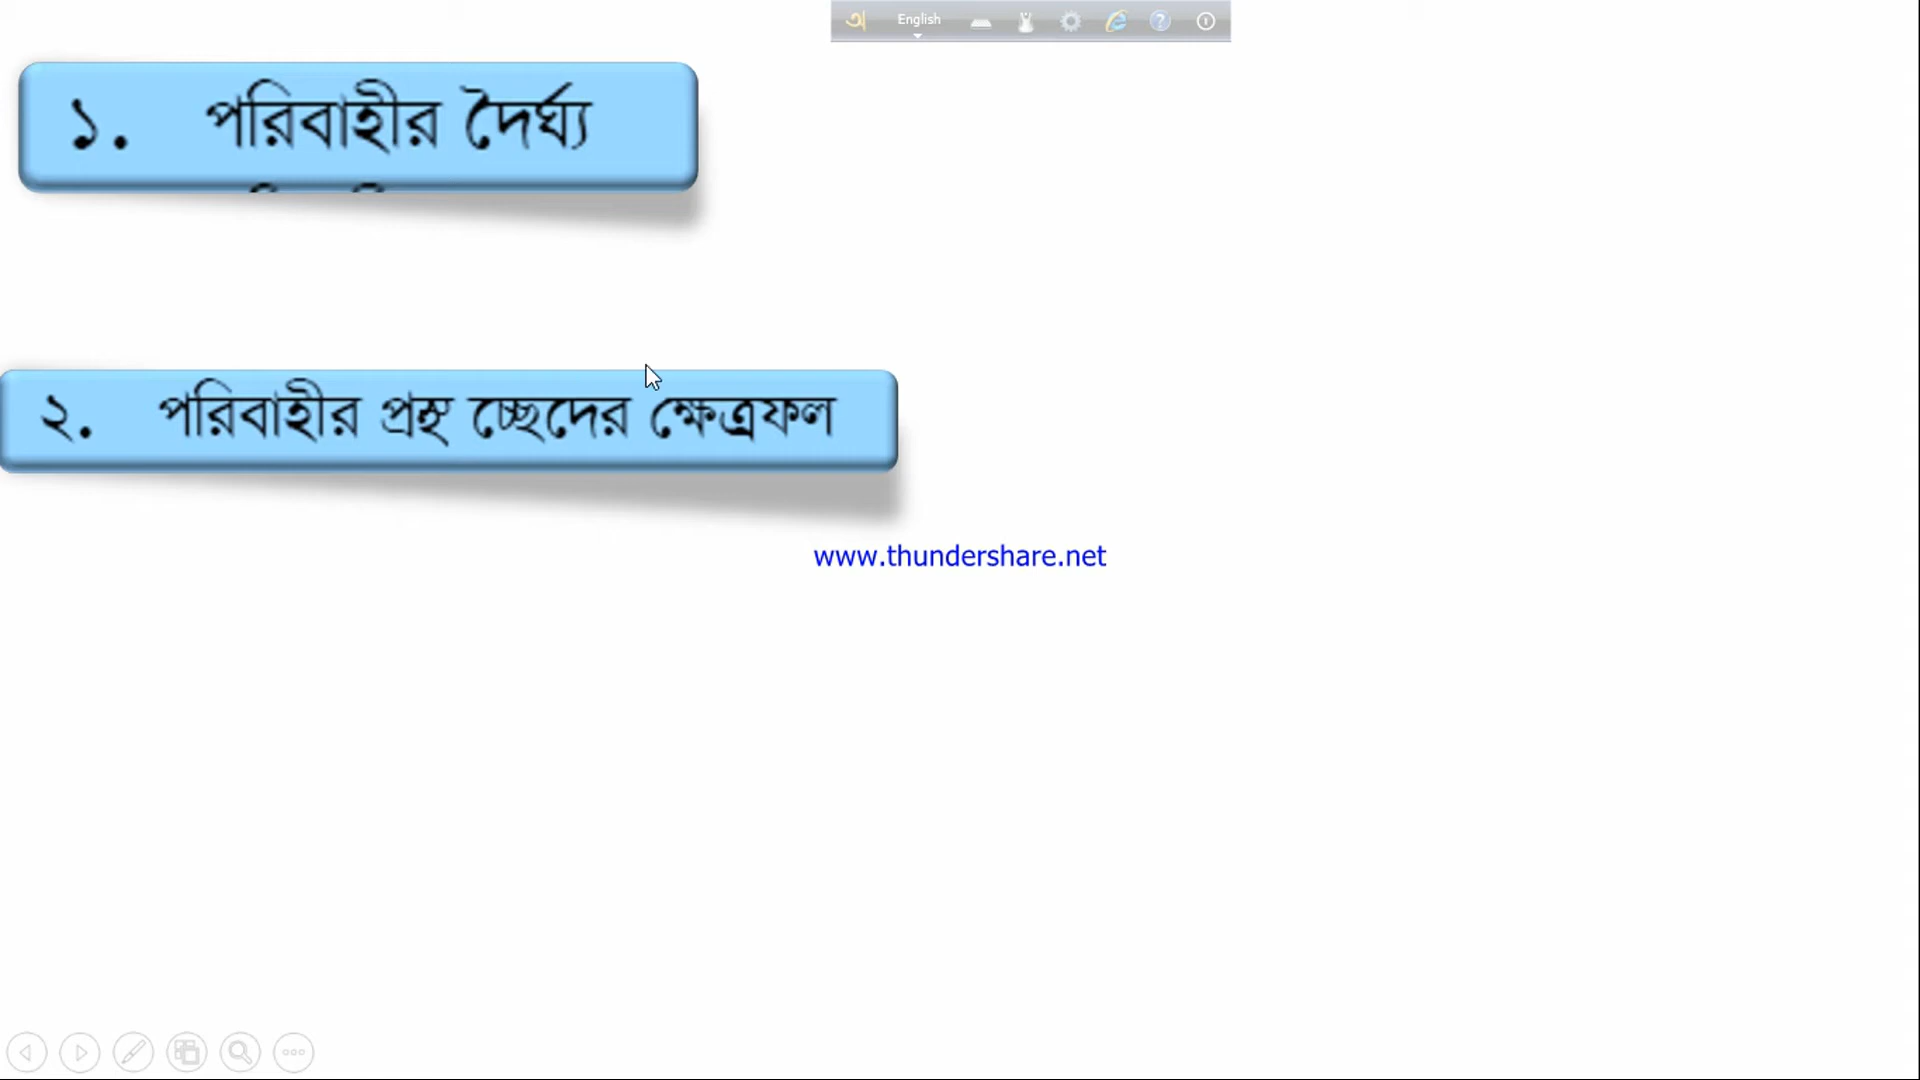 অ English
১. পরিবাহীর দৈর্ঘ্য
২. পরিবাহীর প্রস্থ চ্ছেদের ক্ষেত্রফল
www.thundershare.net